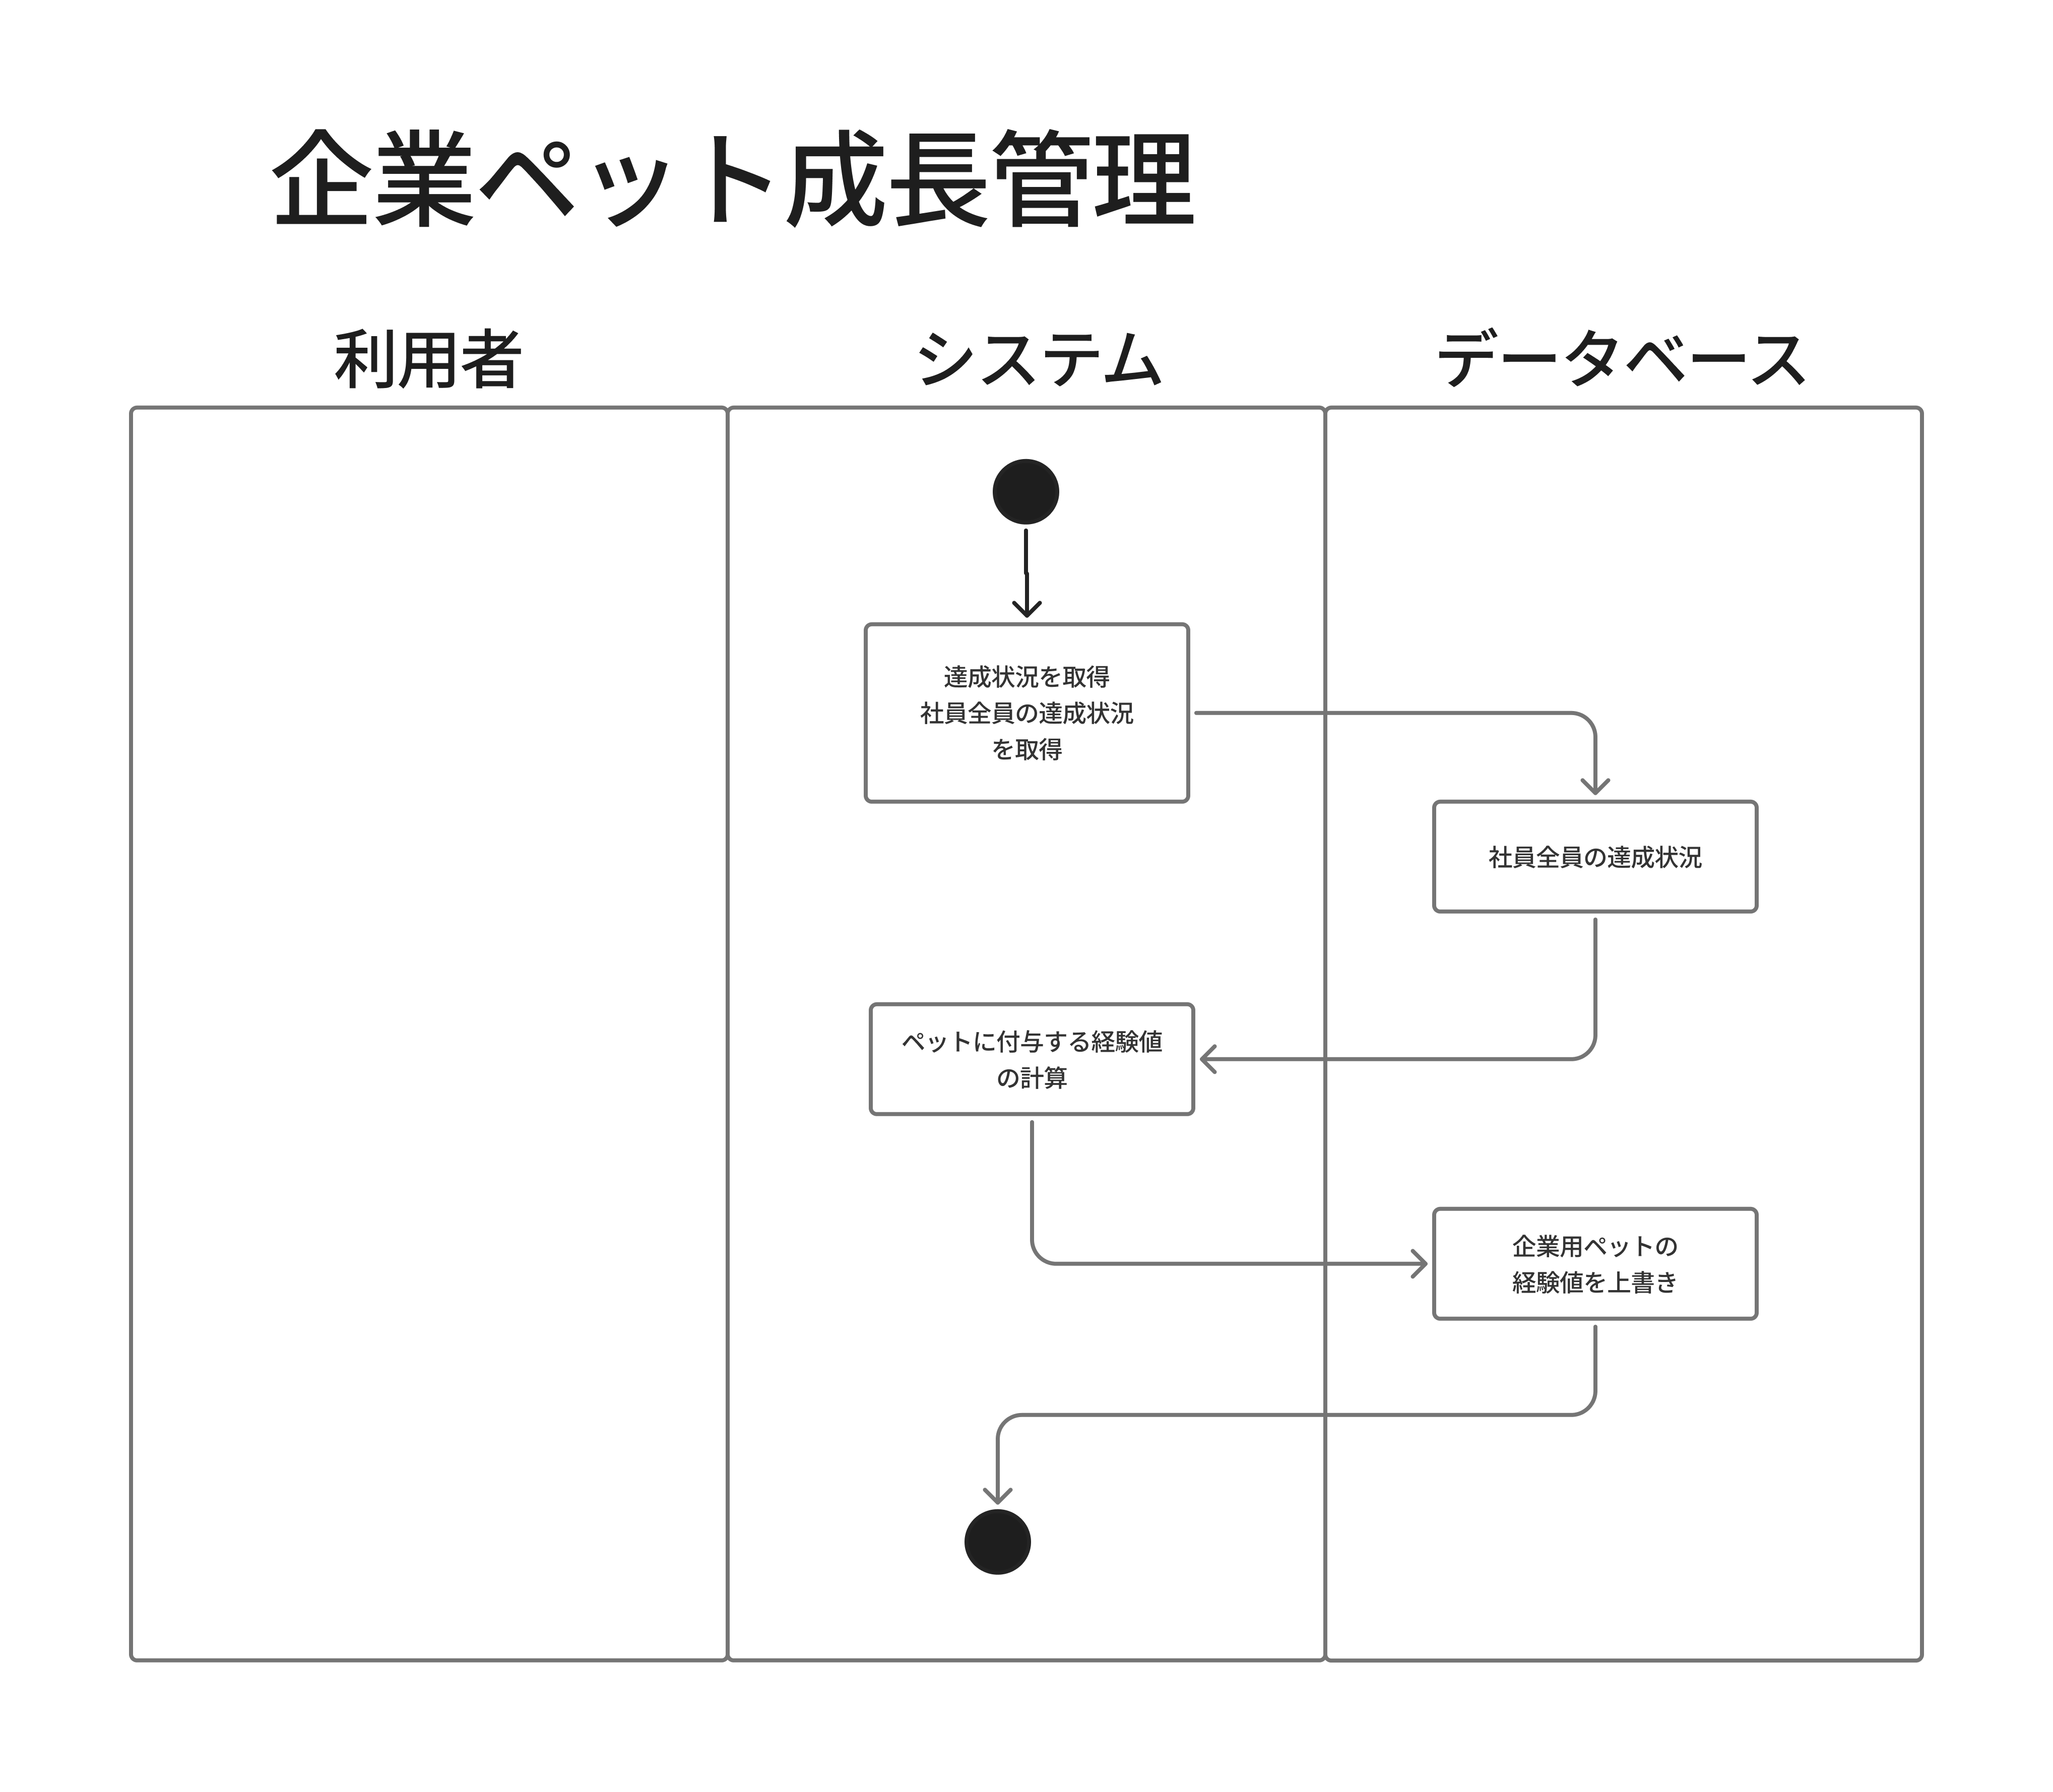 企業ペット成長管理
利用者
システム
データベース
達成状況を取得
社員全員の達成状況
を取得
社員全員の達成状況
ペットに付与する経験値
の計算
企業用ペットの
経験値を上書き